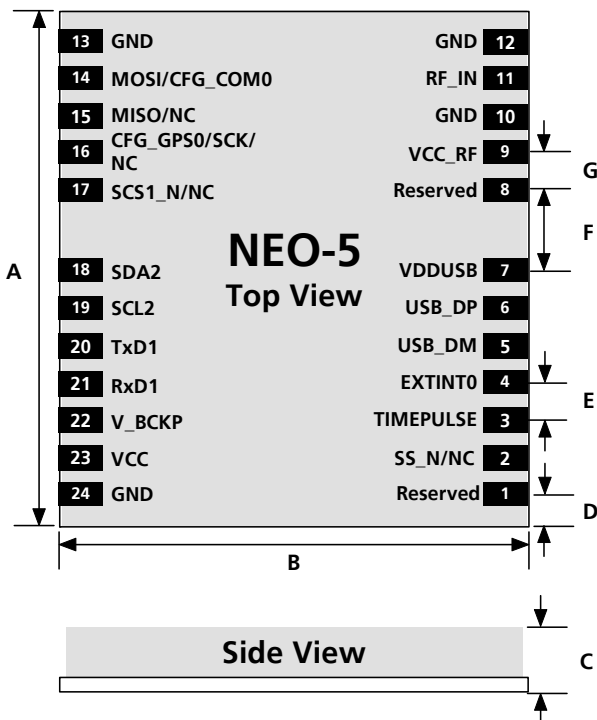 13 GND GND 12
14 MOSI/CFG_COM0 RF_IN 11
15 MISO/NC GND 10
16 CFG_GPS0/SCK/
NC VCC_RF 9
G
17 SCS1_N/NC Reserved 8
F
A
NEO-5
Top View
18 SDA2 VDDUSB 7
19 SCL2 USB_DP 6
20 TxD1 USB_DM 5
21 RxD1 EXTINT0 4
E
22 V_BCKP TIMEPULSE 3
23 VCC SS_N/NC 2
24 GND Reserved 1
D
B
Side View
C